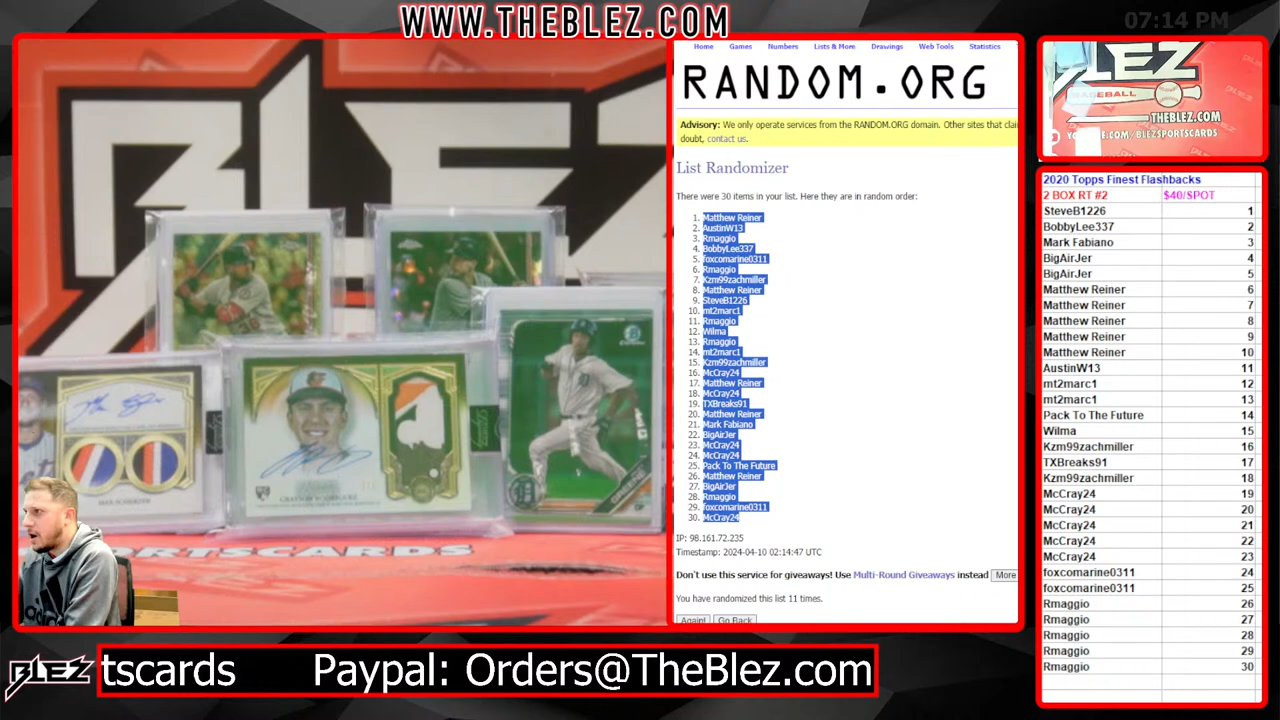 WWW.THEBLEZ.COM
07:14 PM
Home Games Numbers Lists & More Drawings Web Tools Statistics
RANDOM.ORG
Advisory: We only operate services from the RANDOM.ORG domain. Other sites that clai
doubt, contact us.
List Randomizer
There were 30 items in your list. Here they are in random order:
1. Matthew Reiner
2. AustinW13
3. Rmaggio
4. BobbyLee337
5. foxcomarine0311
6. Rmaggio
7. Kzm99zachmiller
8. Matthew Reiner
9. SteveB1226
10. mt2marc1
11. Rmaggio
12. Wilma
13. Rmaggio
14. mt2marc1
15. Kzm99zachmiller
16. McCray24
17. Matthew Reiner
18. McCray24
19. TXBreaks91
20. Matthew Reiner
21. Mark Fabiano
22. BigAirJer
23. McCray24
24. McCray24
25. Pack To The Future
26. Matthew Reiner
27. BigAirJer
28. Rmaggio
29. foxcomarine0311
30. McCray24
IP: 98.161.72.235
Timestamp: 2024-04-10 02:14:47 UTC
Don't use this service for giveaways! Use Multi-Round Giveaways instead More
You have randomized this list 11 times.
Again! Go Back
BLEZ
BASEBALL
THEBLEZ.COM
YOUTUBE.COM/BLEZSPORTSCARDS
2020 Topps Finest Flashbacks
2 BOX RT #2 $40/SPOT
SteveB1226 1
BobbyLee337 2
Mark Fabiano 3
BigAirJer 4
BigAirJer 5
Matthew Reiner 6
Matthew Reiner 7
Matthew Reiner 8
Matthew Reiner 9
Matthew Reiner 10
AustinW13 11
mt2marc1 12
mt2marc1 13
Pack To The Future 14
Wilma 15
Kzm99zachmiller 16
TXBreaks91 17
Kzm99zachmiller 18
McCray24 19
McCray24 20
McCray24 21
McCray24 22
McCray24 23
foxcomarine0311 24
foxcomarine0311 25
Rmaggio 26
Rmaggio 27
Rmaggio 28
Rmaggio 29
Rmaggio 30
GRAYSON RODRIGUEZ
MAX SCHERZER
SPORTSCARDS
BLEZ
tscards Paypal: Orders@TheBlez.com